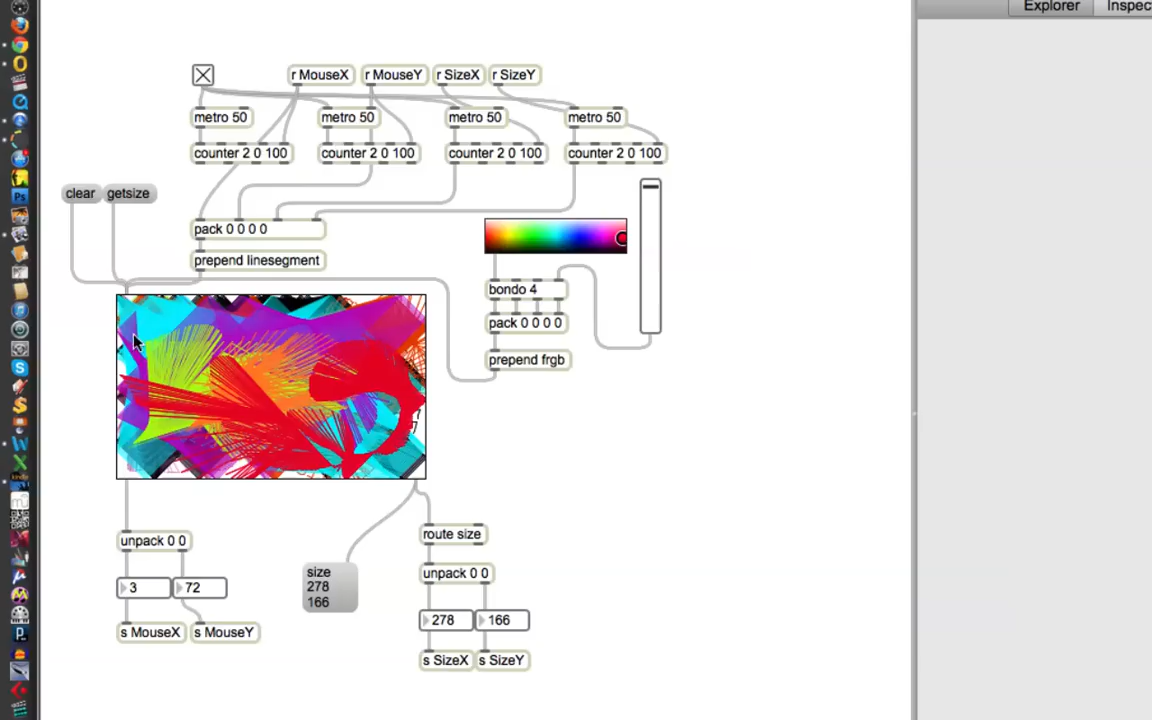 Explorer Inspec
r MouseX r MouseY r SizeX r SizeY
metro 50 metro 50 metro 50 metro 50
counter 2 0 100 counter 2 0 100 counter 2 0 100 counter 2 0 100
clear getsize
pack 0 0 0 0
prepend linesegment
bondo 4
pack 0 0 0 0
prepend frgb
route size
unpack 0 0
size
278
166
unpack 0 0
3 72
278 166
s MouseX s MouseY
s SizeX s SizeY